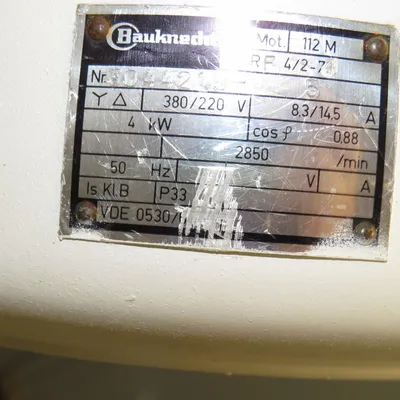 Bauknecht Mot. 112 M
RF 4/2-7
Nr.
Y △ 380/220 V 8,3/14,5 A
4 kW cos φ 0,88
2850 /min
50 Hz V A
Is Kl.B P33
VDE 0530/